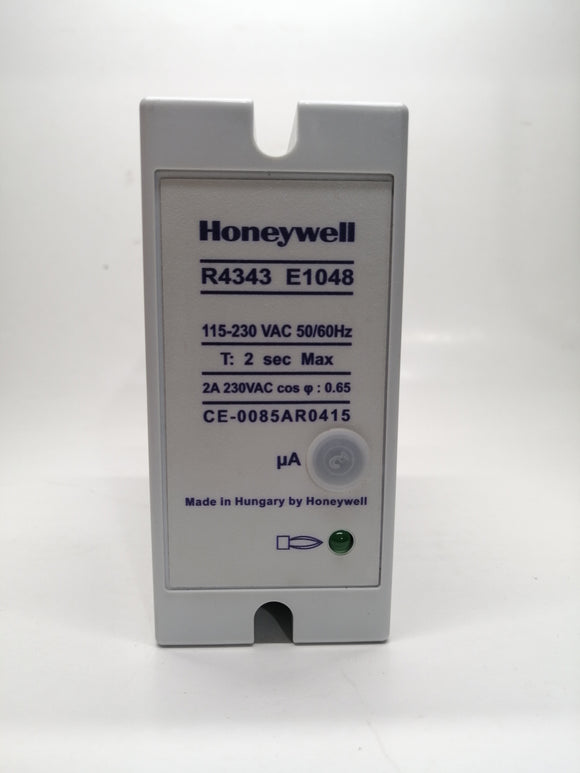 Honeywell
R4343 E1048
115-230 VAC 50/60Hz
T: 2 sec Max
2A 230VAC cos φ : 0.65
CE-0085AR0415
µA
Made in Hungary by Honeywell